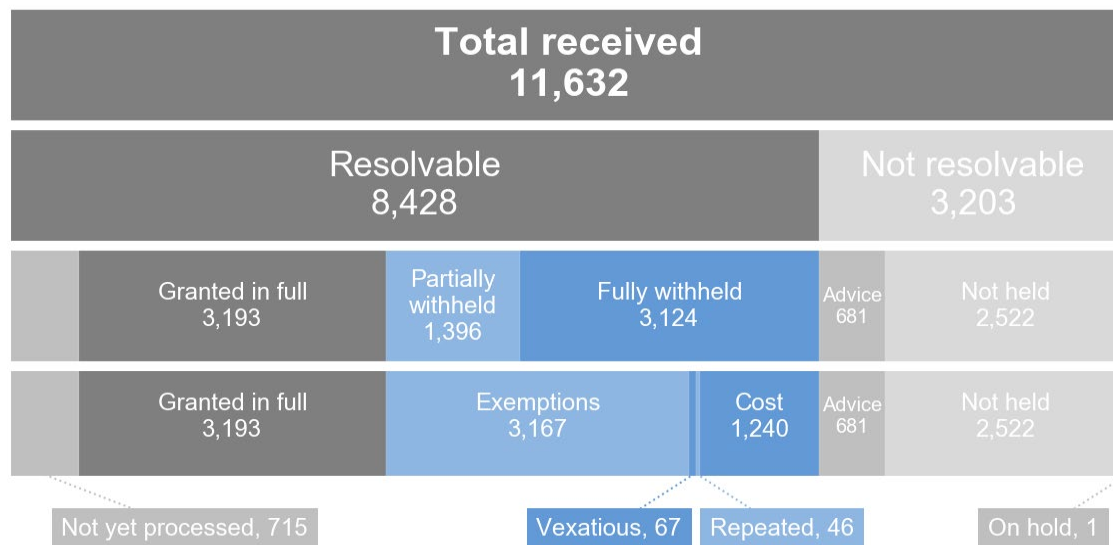 Total received
11,632
Resolvable
8,428
Not resolvable
3,203
Granted in full
3,193
Partially
withheld
1,396
Fully withheld
3,124
Advice
681
Not held
2,522
Granted in full
3,193
Exemptions
3,167
Cost
1,240
Advice
681
Not held
2,522
Not yet processed, 715
Vexatious, 67
Repeated, 46
On hold, 1